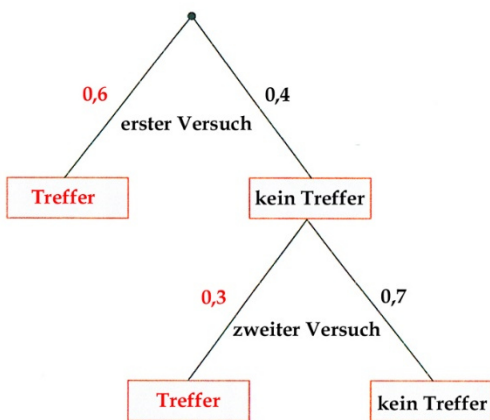 0,6
0,4
erster Versuch
Treffer
kein Treffer
0,3
0,7
zweiter Versuch
Treffer
kein Treffer